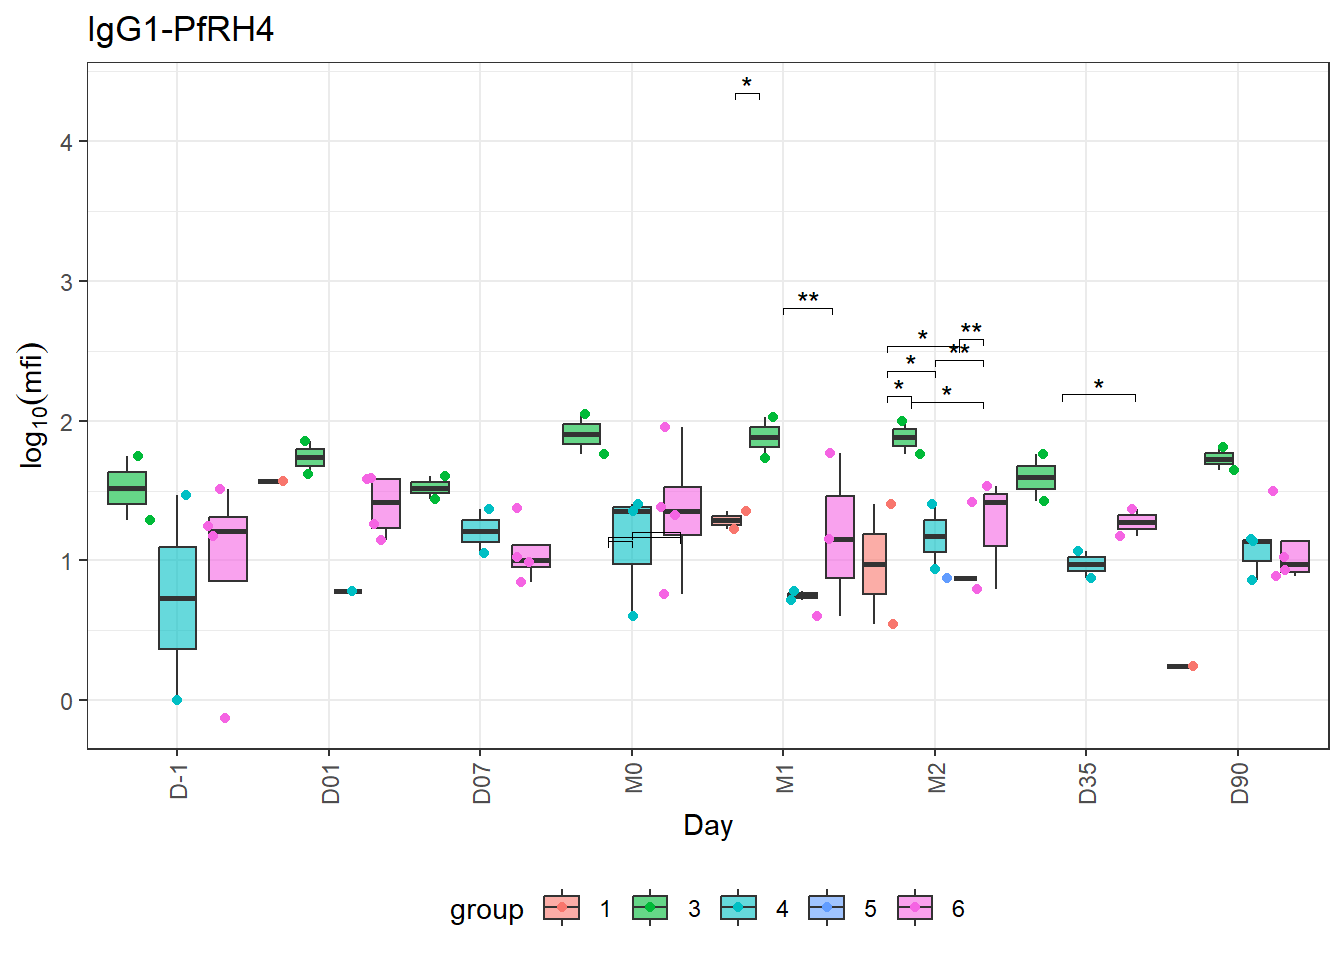 IgG1-PfRH4
*
**
* **
* **
* * *
4
3
2
1
0
log10(mfi)
D-1 D01 D07 M0 M1 M2 D35 D90
Day
group 1 3 4 5 6